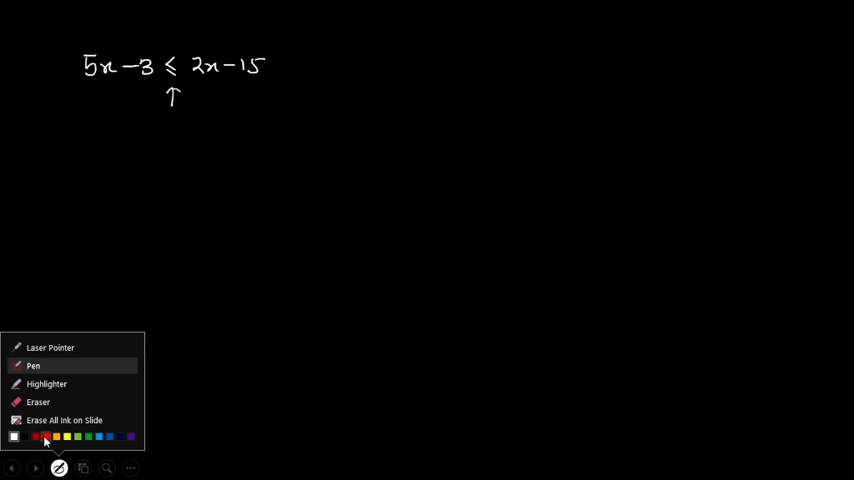 5x - 3 ≤ 2x - 15
↑
Laser Pointer
Pen
Highlighter
Eraser
Erase All Ink on Slide